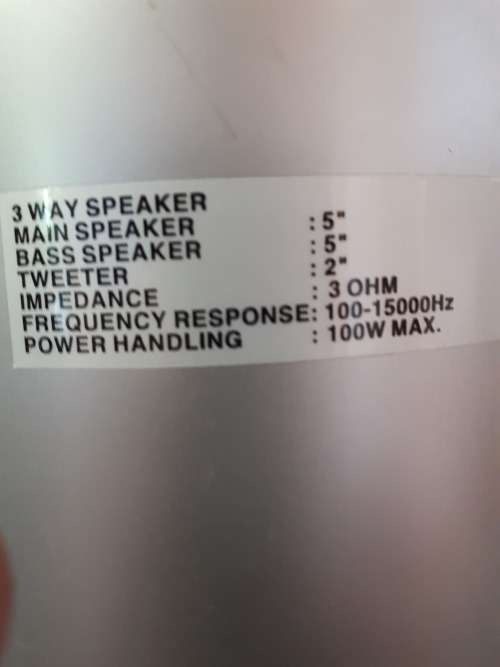 3 WAY SPEAKER
MAIN SPEAKER : 5"
BASS SPEAKER : 5"
TWEETER : 2"
IMPEDANCE : 3 OHM
FREQUENCY RESPONSE: 100-15000Hz
POWER HANDLING : 100W MAX.